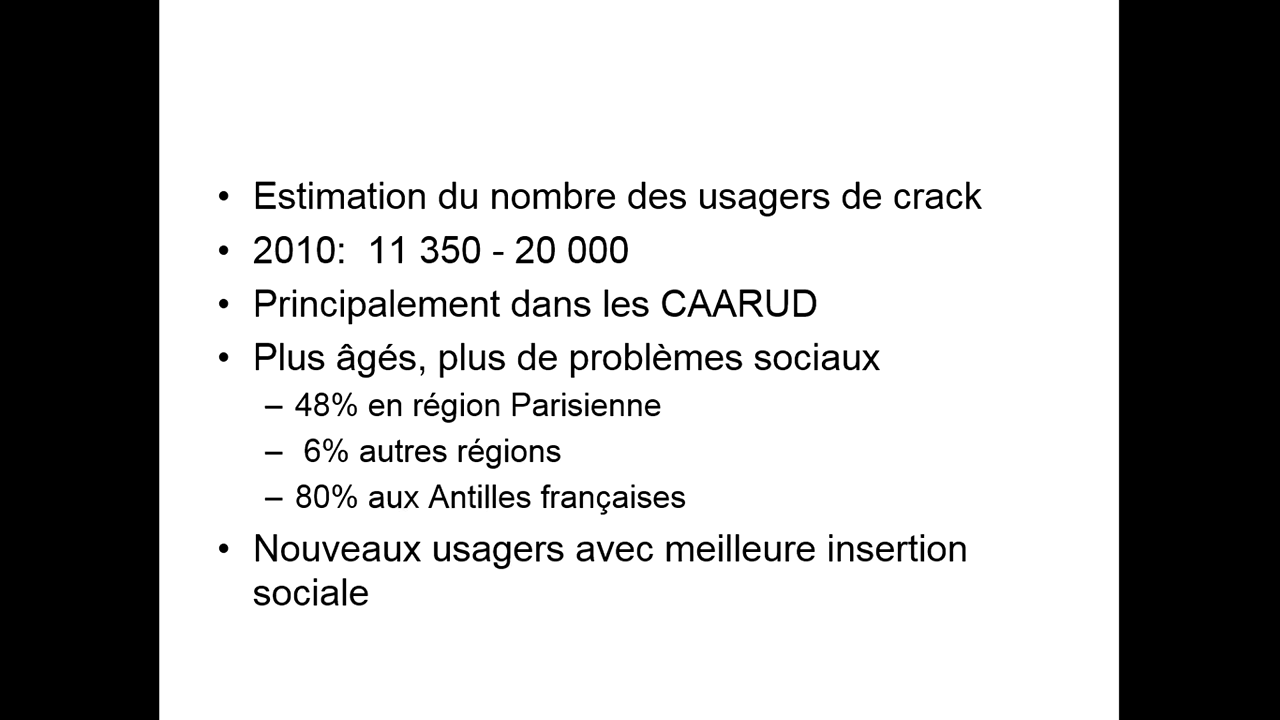 • Estimation du nombre des usagers de crack
• 2010:  11 350 - 20 000
• Principalement dans les CAARUD
• Plus âgés, plus de problèmes sociaux
– 48% en région Parisienne
–  6% autres régions
– 80% aux Antilles françaises
• Nouveaux usagers avec meilleure insertion
sociale